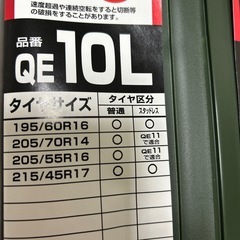 速度超過や連続空転をすると切断等
の破損をすることがあります。
品番
QE10L
タイヤサイズ タイヤ区分
普通 スタッドレス
195/60R16 ○ ○
205/70R14 ○ QE11で適合
205/55R16 ○ QE11で適合
215/45R17 ○ ○